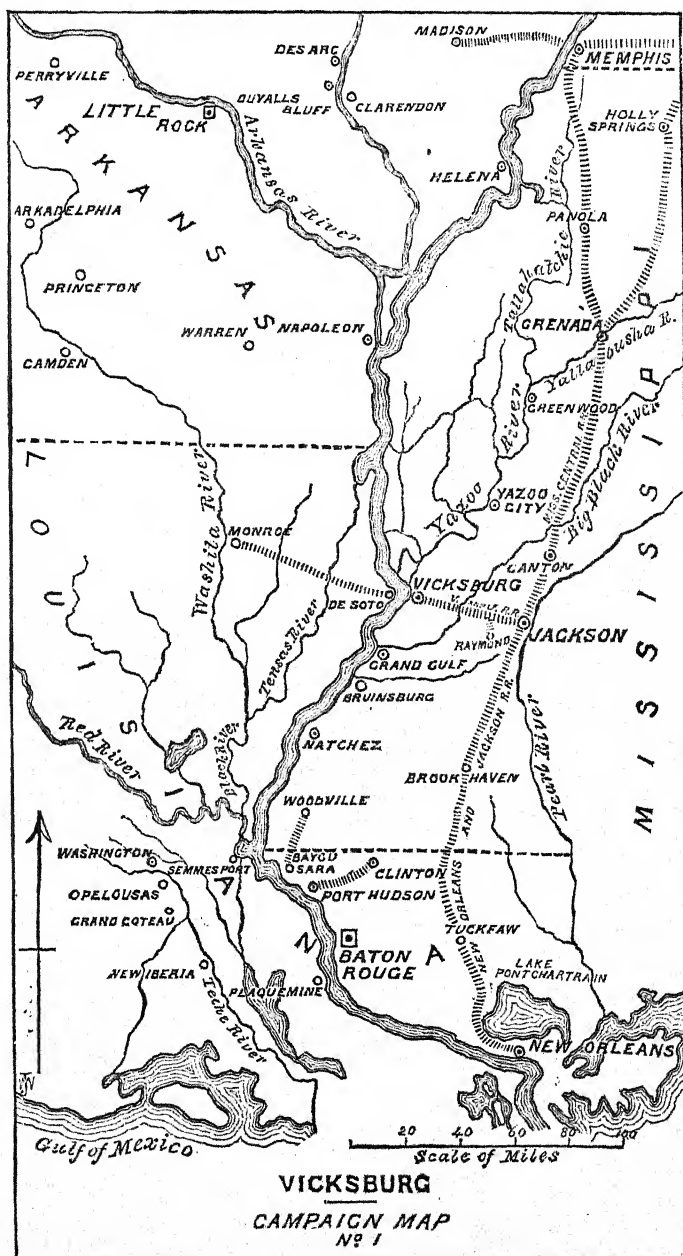 MADISON
DES ARC
MEMPHIS
PERRYVILLE
DUVALLS
BLUFF
CLARENDON
LITTLE
ROCK
HOLLY
SPRINGS
ARKANSAS
Arkansas River
HELENA
Tallahatchie River
PANOLA
ARKADELPHIA
PRINCETON
WARREN
NAPOLEON
GRENADA
Yallabusha R.
CAMDEN
GREENWOOD
MISSISSIPPI
LOUISIANA
Washita River
Yazoo River
YAZOO
CITY
MISS. CENTRAL R.R.
Big Black River
MONROE
CANTON
DE SOTO
VICKSBURG
JACKSON
RAYMOND
Tensas River
GRAND GULF
BRUINSBURG
Red River
Black River
NATCHEZ
BROOKHAVEN
Pearl River
NEW ORLEANS AND JACKSON R.R.
WOODVILLE
WASHINGTON
SEMMESPORT
BAYOU
SARA
CLINTON
PORT HUDSON
OPELOUSAS
GRAND COTEAU
TUCKFAW
BATON
ROUGE
NEW IBERIA
PLAQUEMINE
LAKE
PONTCHARTRAIN
Teche River
NEW ORLEANS
N
Gulf of Mexico
20 40 60 80 100
Scale of Miles
VICKSBURG
CAMPAIGN MAP
Nº 1